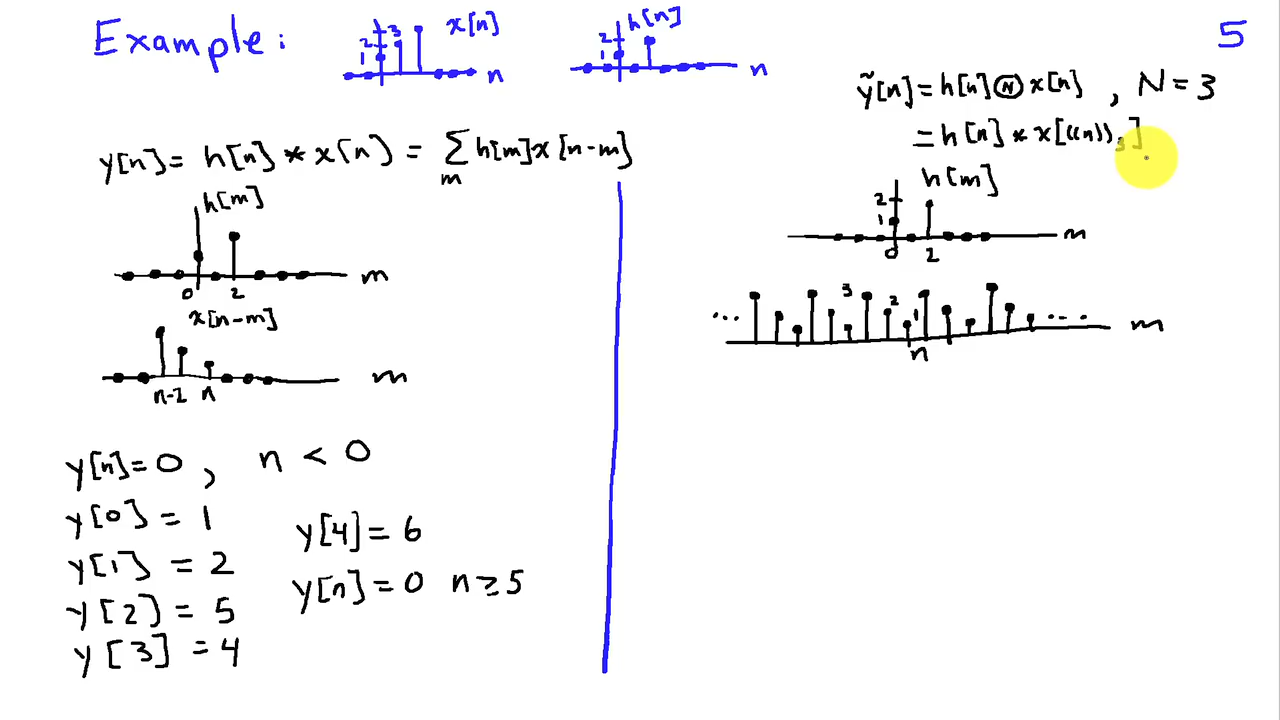 Example:
3
2
1
x[n]
n
2
1
h[n]
n
5
y[n] = h[n] * x[n] = Σ h[m]x[n-m]
m
h[m]
0 2
m
x[n-m]
n-2 n
m
y[n]=0 , n < 0
y[0] = 1
y[1] = 2
y[2] = 5
y[3] = 4
y[4] = 6
y[n] = 0 n ≥ 5
ỹ[n] = h[n] Ⓝ x[n] , N = 3
= h[n] * x[((n))₃]
h[m]
2
1
0 2
m
... 3 2 1 ...
n
m